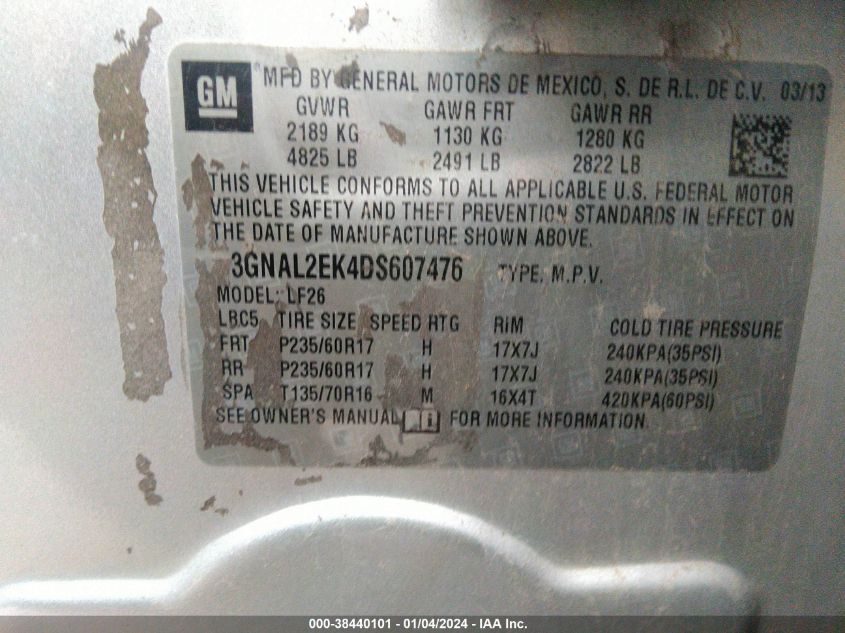 GM
MFD BY GENERAL MOTORS DE MEXICO, S. DE R.L. DE C.V. 03/13
GVWR GAWR FRT GAWR RR
2189 KG 1130 KG 1280 KG
4825 LB 2491 LB 2822 LB
THIS VEHICLE CONFORMS TO ALL APPLICABLE U.S. FEDERAL MOTOR
VEHICLE SAFETY AND THEFT PREVENTION STANDARDS IN EFFECT ON
THE DATE OF MANUFACTURE SHOWN ABOVE.
3GNAL2EK4DS607476 TYPE: M.P.V.
MODEL: LF26
LBC5 TIRE SIZE SPEED RTG RIM COLD TIRE PRESSURE
FRT P235/60R17 H 17X7J 240KPA(35PSI)
RR P235/60R17 H 17X7J 240KPA(35PSI)
SPA T135/70R16 M 16X4T 420KPA(60PSI)
SEE OWNER'S MANUAL i FOR MORE INFORMATION.
000-38440101 - 01/04/2024 - IAA Inc.